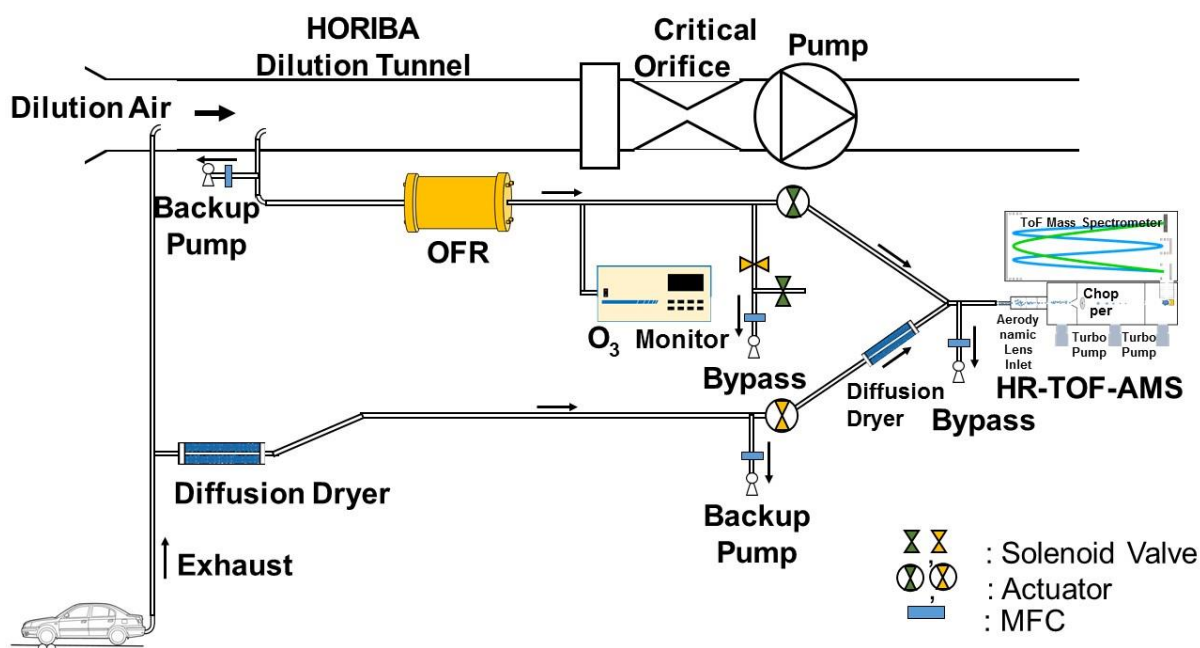 HORIBA
Dilution Tunnel
Critical
Orifice
Pump
Dilution Air
Backup
Pump
OFR
ToF Mass Spectrometer
Chop
per
Aerody
namic
Lens
Inlet
Turbo
Pump
Turbo
Pump
HR-TOF-AMS
O3 Monitor
Bypass
Diffusion
Dryer
Bypass
Diffusion Dryer
Backup
Pump
Exhaust
, : Solenoid Valve
, : Actuator
: MFC